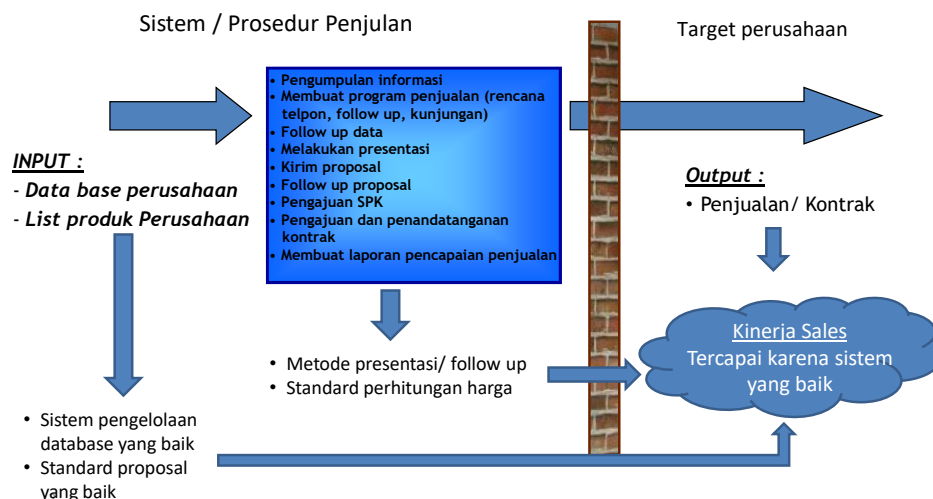 Sistem / Prosedur Penjulan
Target perusahaan
• Pengumpulan informasi
• Membuat program penjualan (rencana
telpon, follow up, kunjungan)
• Follow up data
• Melakukan presentasi
• Kirim proposal
• Follow up proposal
• Pengajuan SPK
• Pengajuan dan penandatanganan
kontrak
• Membuat laporan pencapaian penjualan
INPUT :
- Data base perusahaan
- List produk Perusahaan
Output :
• Penjualan/ Kontrak
Kinerja Sales
Tercapai karena sistem
yang baik
• Metode presentasi/ follow up
• Standard perhitungan harga
• Sistem pengelolaan
database yang baik
• Standard proposal
yang baik